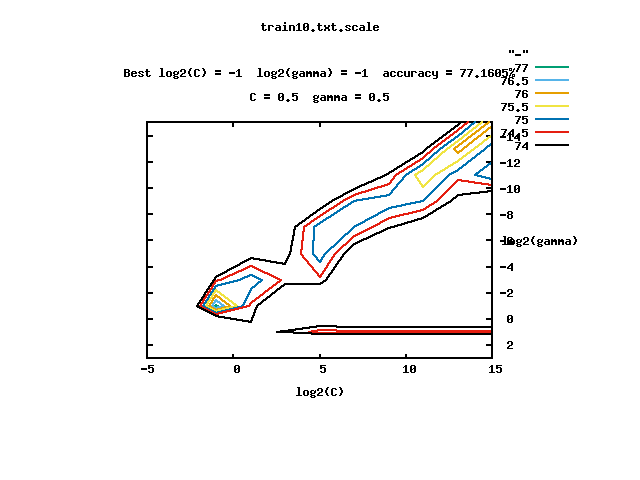 train10.txt.scale
Best log2(C) = -1 log2(gamma) = -1 accuracy = 77.1605%
C = 0.5 gamma = 0.5
"-"
77
76.5
76
75.5
75
74.5
74
-14
-12
-10
-8
-6
-4
-2
0
2
log2(gamma)
-5 0 5 10 15
log2(C)